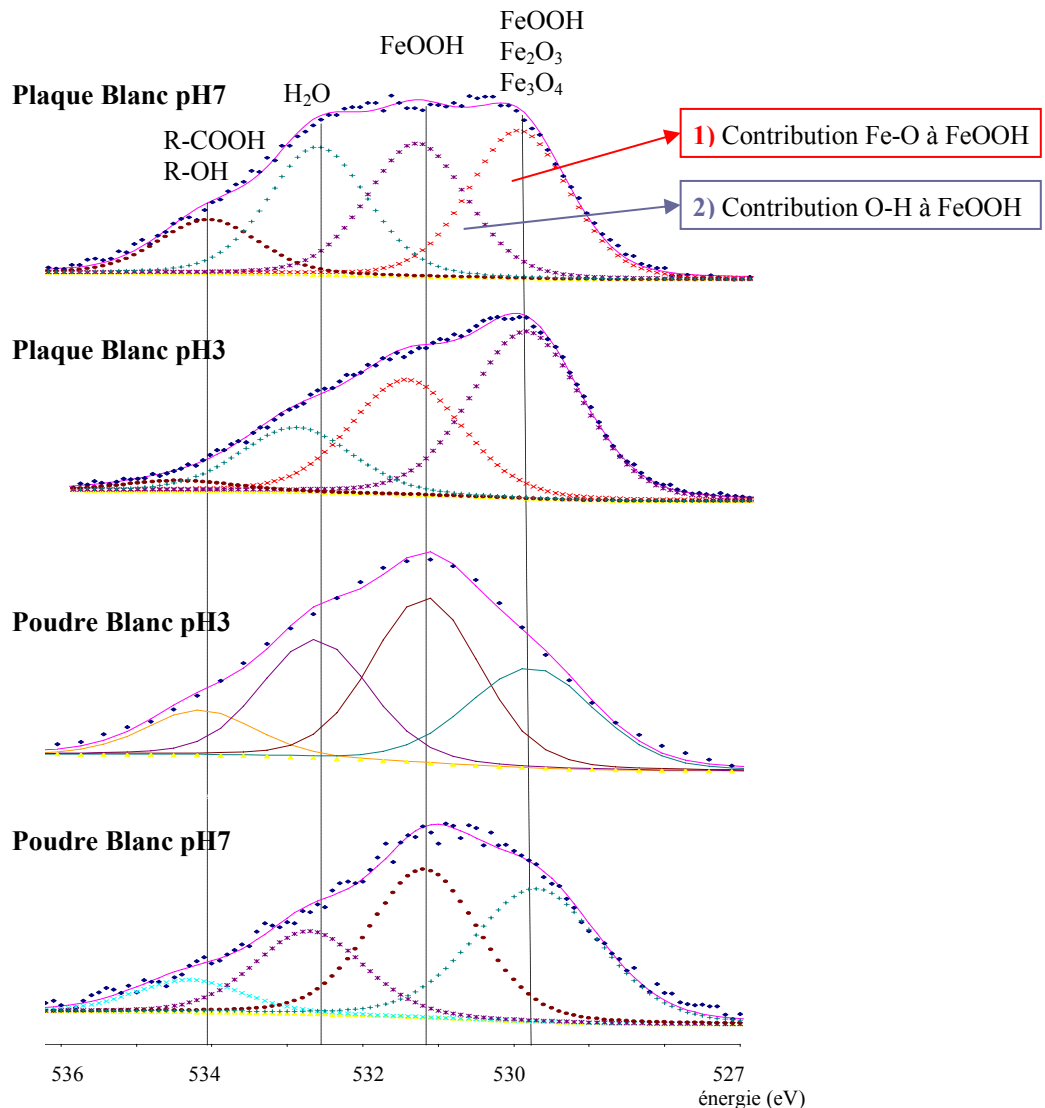 FeOOH
FeOOH
Fe₂O₃
Fe₃O₄
Plaque Blanc pH7
H₂O
R-COOH
R-OH
1) Contribution Fe-O à FeOOH
2) Contribution O-H à FeOOH
Plaque Blanc pH3
Poudre Blanc pH3
Poudre Blanc pH7
536 534 532 531 530 527
énergie (eV)